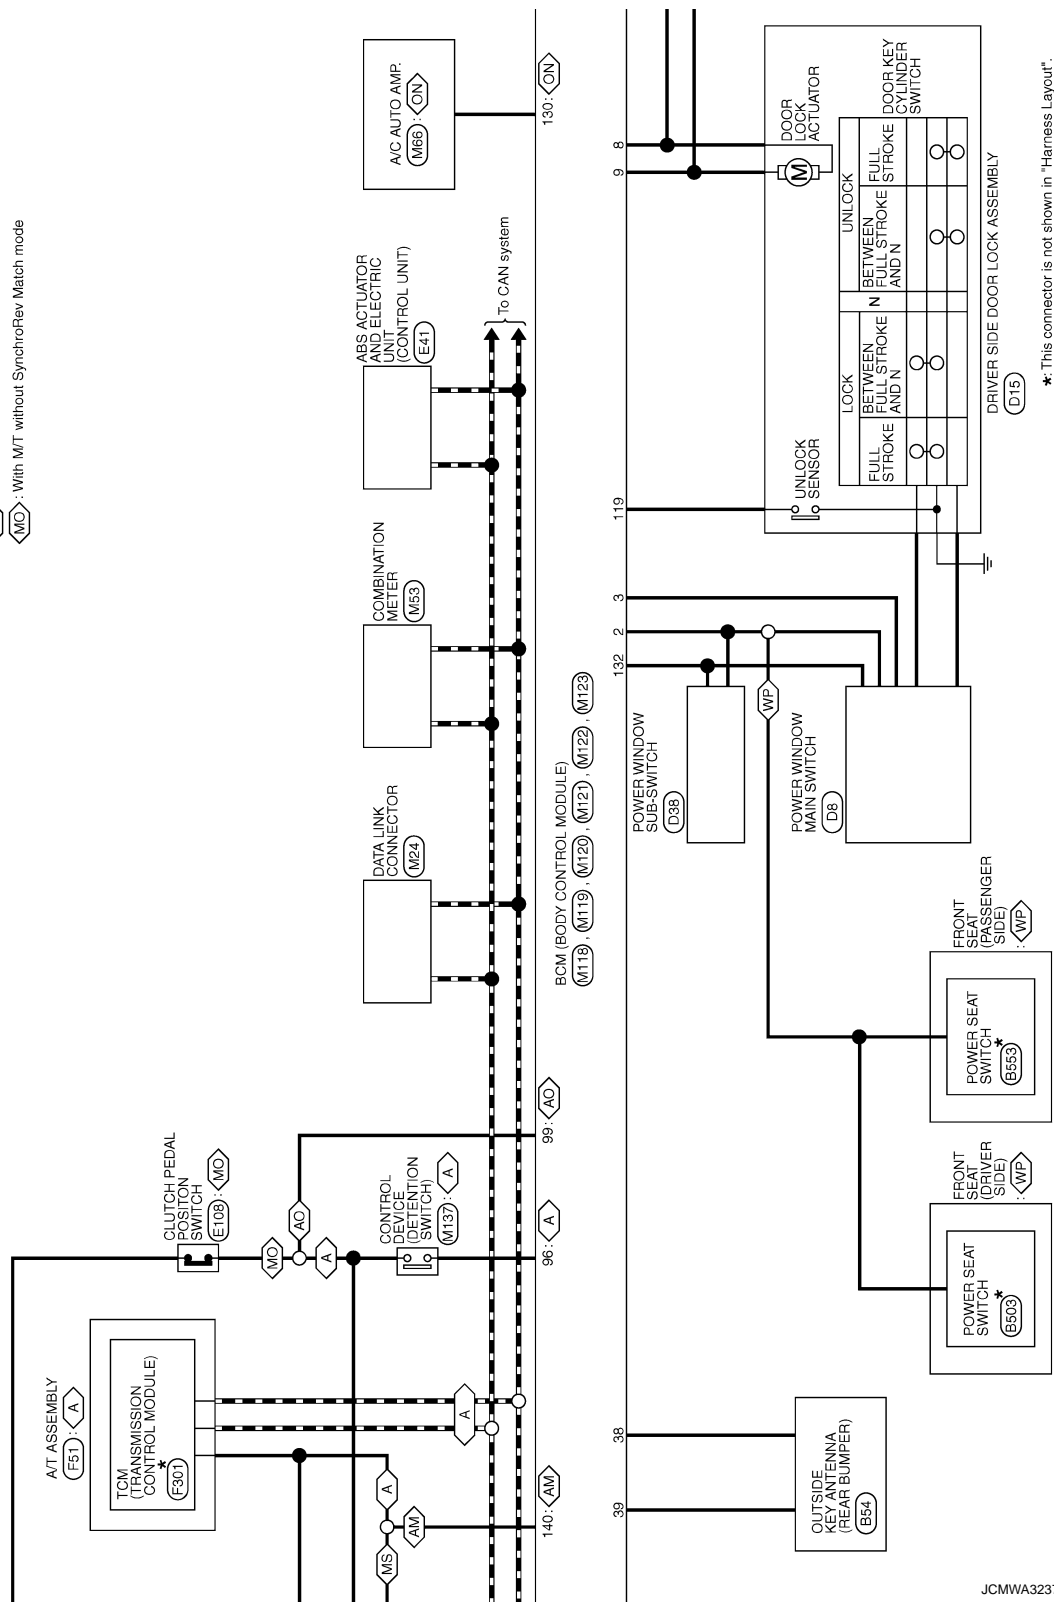 MO : With M/T without SynchroRev Match mode
A/T ASSEMBLY
F51 : A
TCM
(TRANSMISSION
CONTROL MODULE)
*
F301
CLUTCH PEDAL
POSITON
SWITCH
E108 : MO
MO
AO
A
CONTROL
DEVICE
(DETENTION
SWITCH)
M137 : A
A
A
MS
AM
140: AM
96: A
99: AO
130: ON
DATA LINK
CONNECTOR
M24
COMBINATION
METER
M53
ABS ACTUATOR
AND ELECTRIC
UNIT
(CONTROL UNIT)
E41
To CAN system
A/C AUTO AMP.
M66 : ON
BCM (BODY CONTROL MODULE)
M118 , M119 , M120 , M121 , M122 , M123
39
38
132
2
3
119
9
8
OUTSIDE
KEY ANTENNA
(REAR BUMPER)
B54
FRONT
SEAT
(DRIVER
SIDE)
: WP
POWER SEAT
SWITCH
*
B503
FRONT
SEAT
(PASSENGER
SIDE)
: WP
POWER SEAT
SWITCH
*
B553
POWER WINDOW
SUB-SWITCH
D38
WP
POWER WINDOW
MAIN SWITCH
D8
UNLOCK
SENSOR
DOOR
LOCK
ACTUATOR
M
LOCK
N
UNLOCK
FULL
STROKE
BETWEEN
FULL STROKE
AND N
BETWEEN
FULL STROKE
AND N
FULL
STROKE
DOOR KEY
CYLINDER
SWITCH
DRIVER SIDE DOOR LOCK ASSEMBLY
D15
*: This connector is not shown in "Harness Layout".